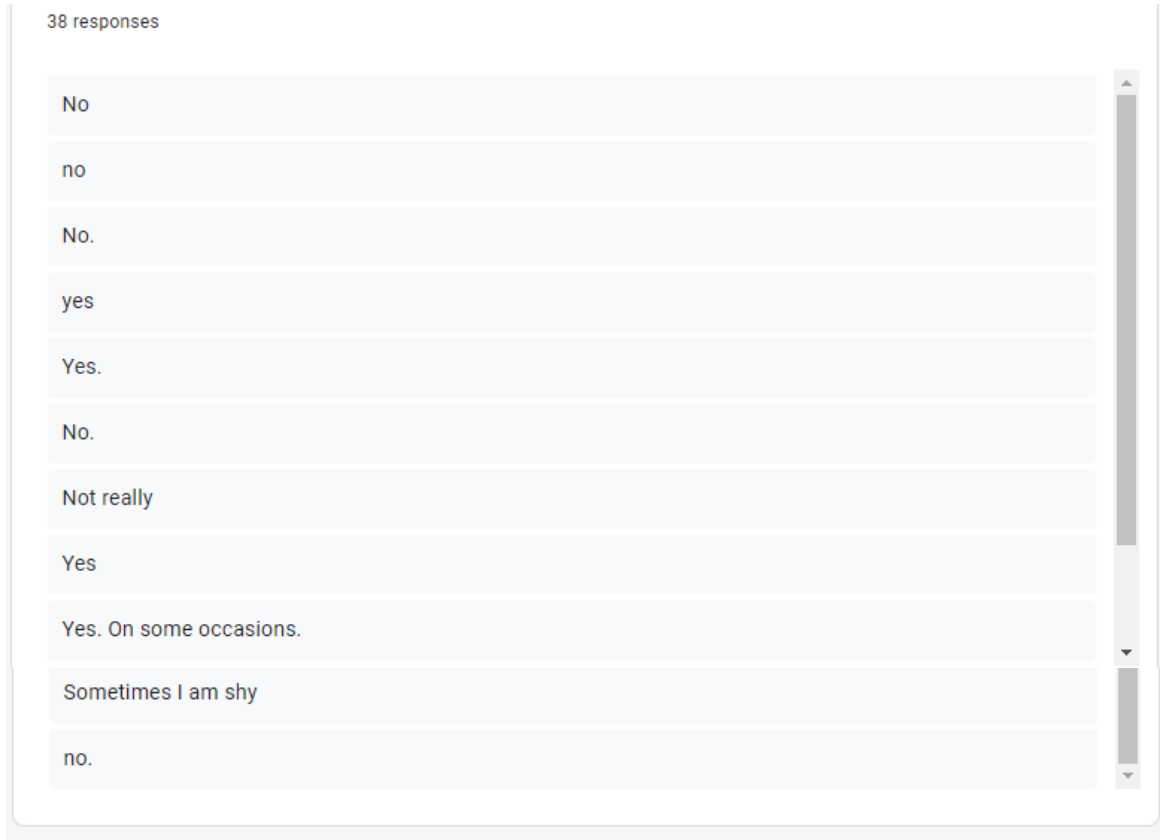 38 responses
No
no
No.
yes
Yes.
No.
Not really
Yes
Yes. On some occasions.
Sometimes I am shy
no.